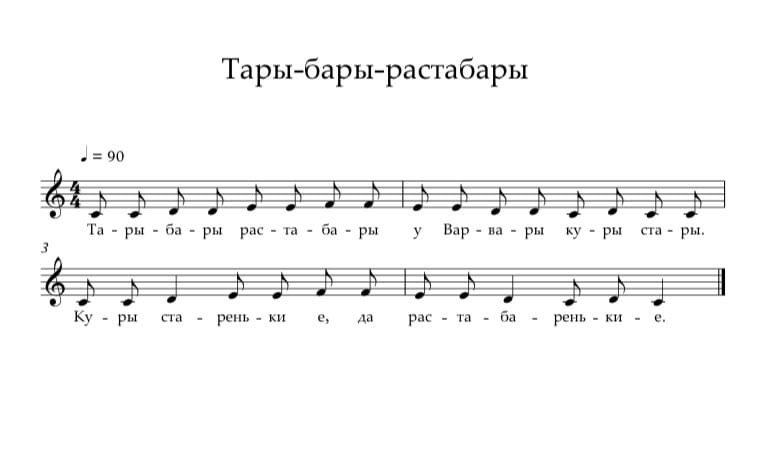 Тары-бары-растабары
♩ = 90
Та - ры - ба - ры рас - та - ба - ры у Вар - ва - ры ку - ры ста - ры.
3
Ку - ры ста - рень - ки е, да рас - та - ба - рень - ки - е.